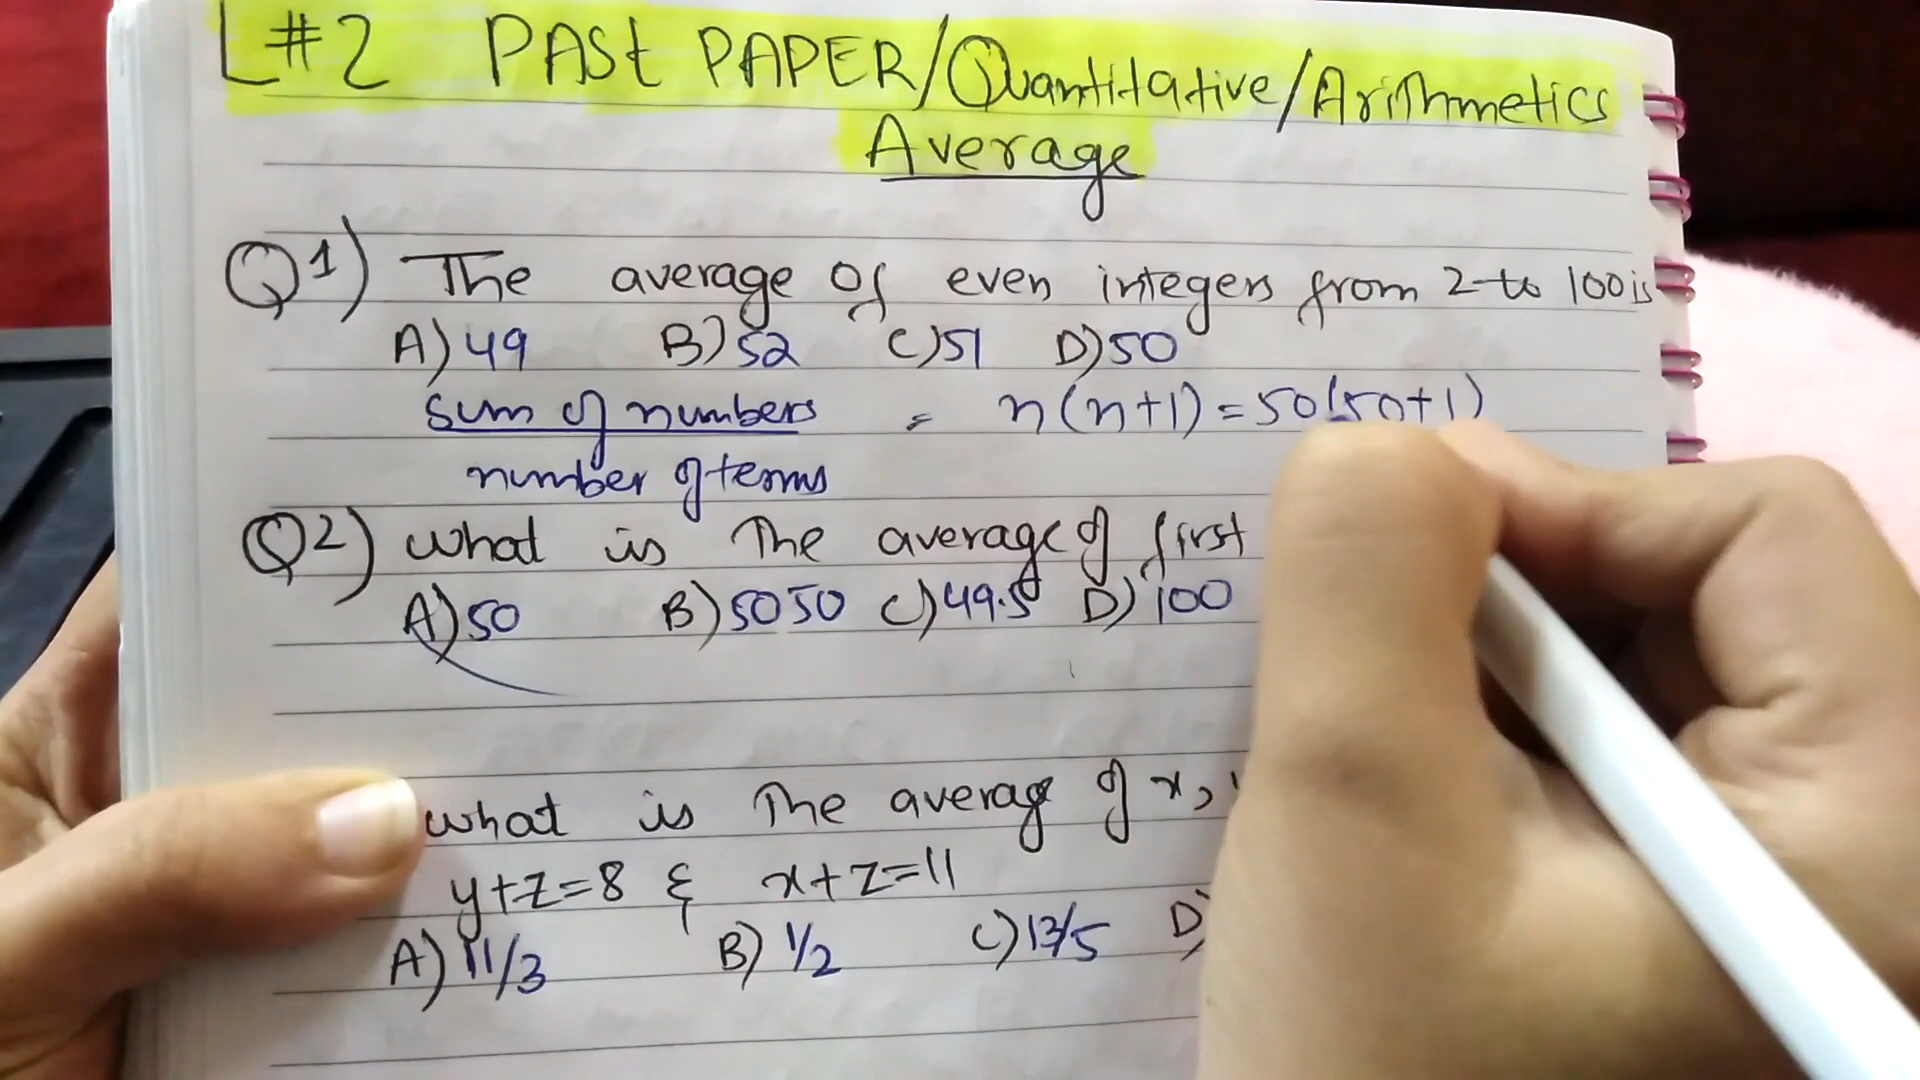 L#2 PASt PAPER/Quantitative/Arithmetics
Average
Q1) The average of even integers from 2 to 100 is
A) 49 B) 52 C) 51 D) 50
sum of numbers = n(n+1) = 50(50+1)
number of terms
Q2) what is The average of first
A) 50 B) 5050 C) 49.5 D) 100
what is The average of x,
y+z=8 & x+z=11
A) 11/3 B) 1/2 C) 13/5 D)